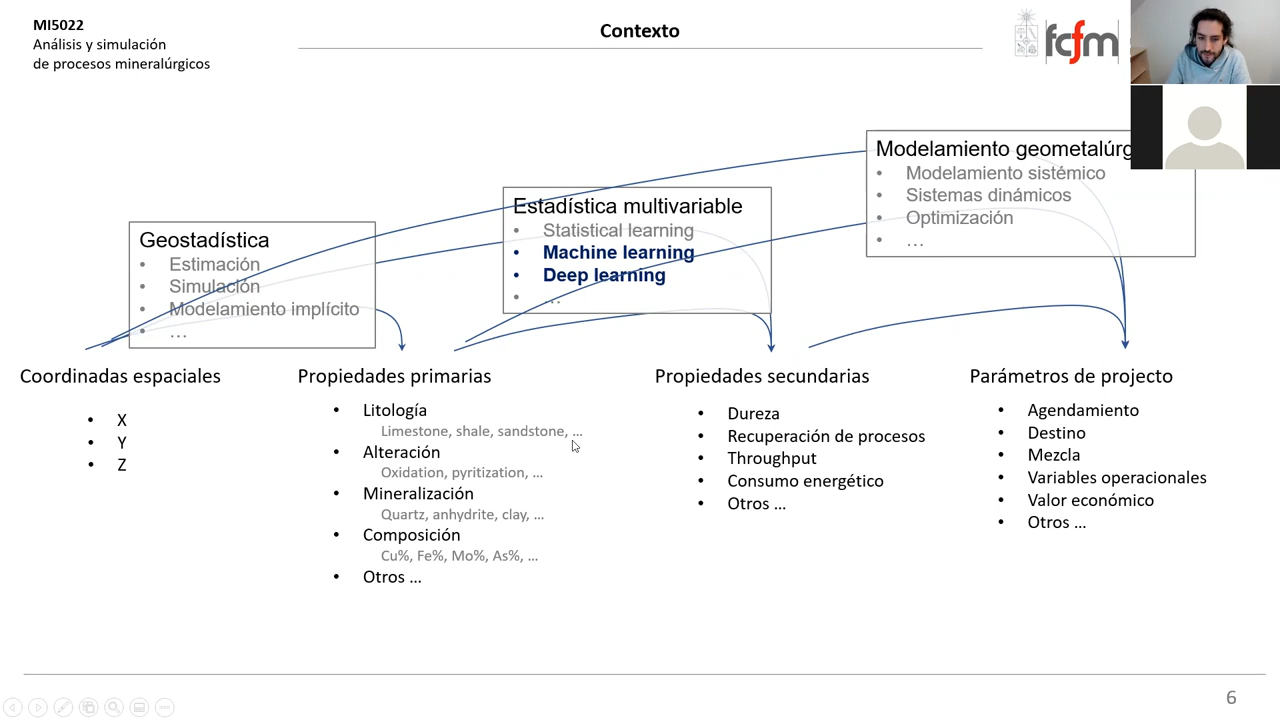 MI5022
Análisis y simulación
de procesos mineralúrgicos
Contexto
fcfm
Geostadística
• Estimación
• Simulación
• Modelamiento implícito
• …
Estadística multivariable
• Statistical learning
• Machine learning
• Deep learning
• …
Modelamiento geometalúrg
• Modelamiento sistémico
• Sistemas dinámicos
• Optimización
• …
Coordinadas espaciales
• X
• Y
• Z
Propiedades primarias
• Litología
Limestone, shale, sandstone, …
• Alteración
Oxidation, pyritization, …
• Mineralización
Quartz, anhydrite, clay, …
• Composición
Cu%, Fe%, Mo%, As%, …
• Otros …
Propiedades secundarias
• Dureza
• Recuperación de procesos
• Throughput
• Consumo energético
• Otros …
Parámetros de projecto
• Agendamiento
• Destino
• Mezcla
• Variables operacionales
• Valor económico
• Otros …
6